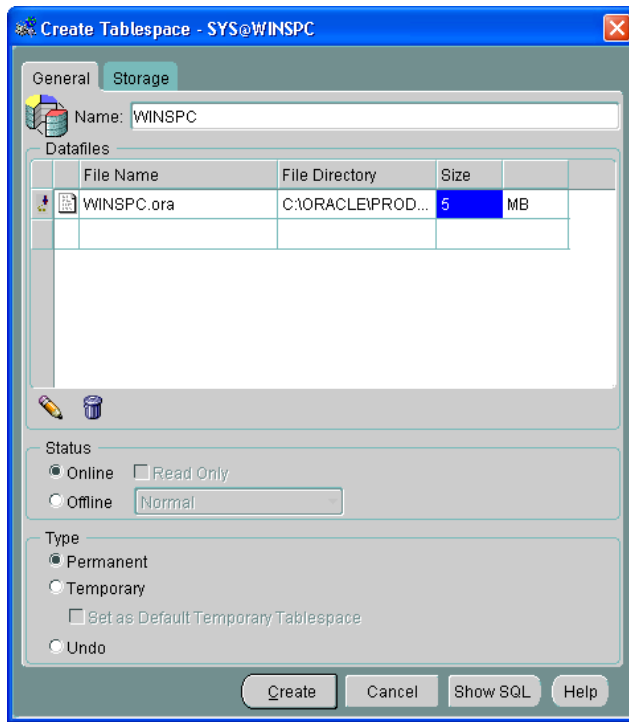 Create Tablespace - SYS@WINSPC
General Storage
Name: WINSPC
Datafiles
File Name File Directory Size
WINSPC.ora C:\ORACLE\PROD... 5 MB
Status
Online Read Only
Offline Normal
Type
Permanent
Temporary
Set as Default Temporary Tablespace
Undo
Create Cancel Show SQL Help